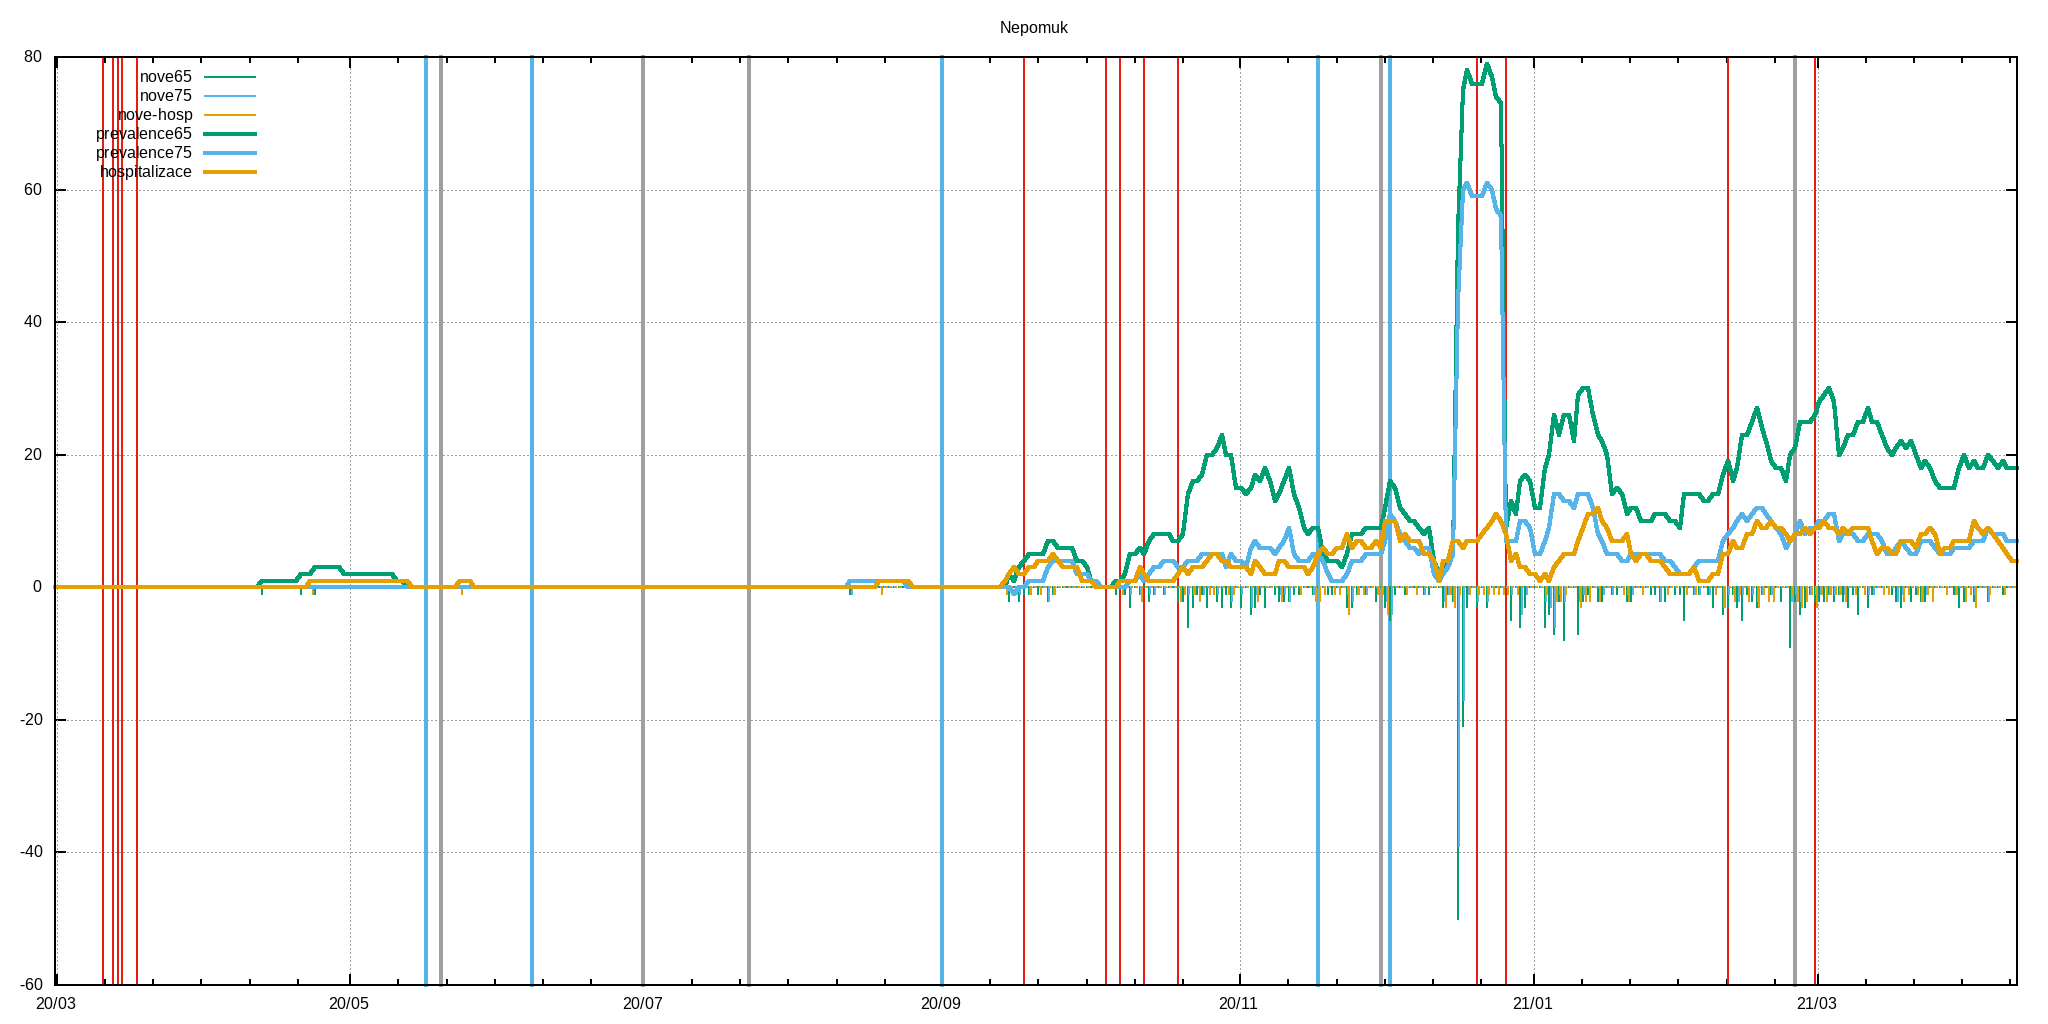 Nepomuk
80
60
40
20
0
-20
-40
-60
nove65
nove75
nove-hosp
prevalence65
prevalence75
hospitalizace
20/03 20/05 20/07 20/09 20/11 21/01 21/03